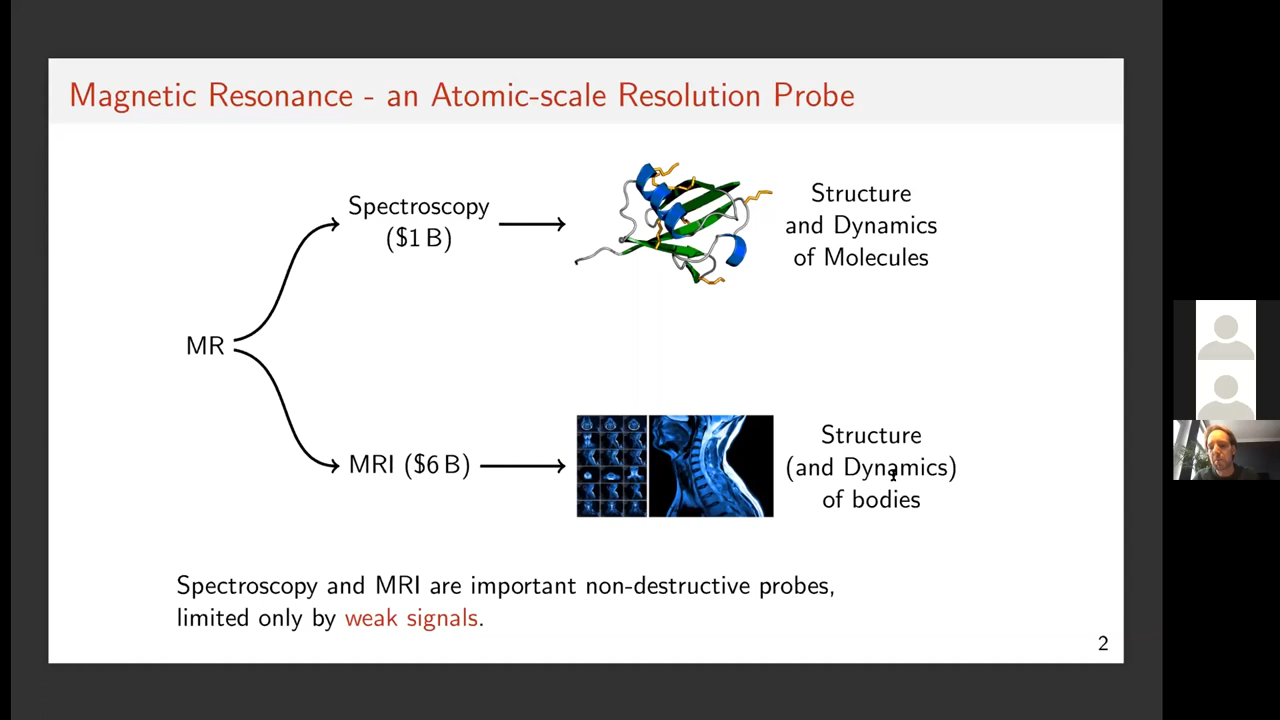 Magnetic Resonance - an Atomic-scale Resolution Probe
Spectroscopy
($1 B)
Structure
and Dynamics
of Molecules
MR
MRI ($6 B)
Structure
(and Dynamics)
of bodies
Spectroscopy and MRI are important non-destructive probes,
limited only by weak signals.
2